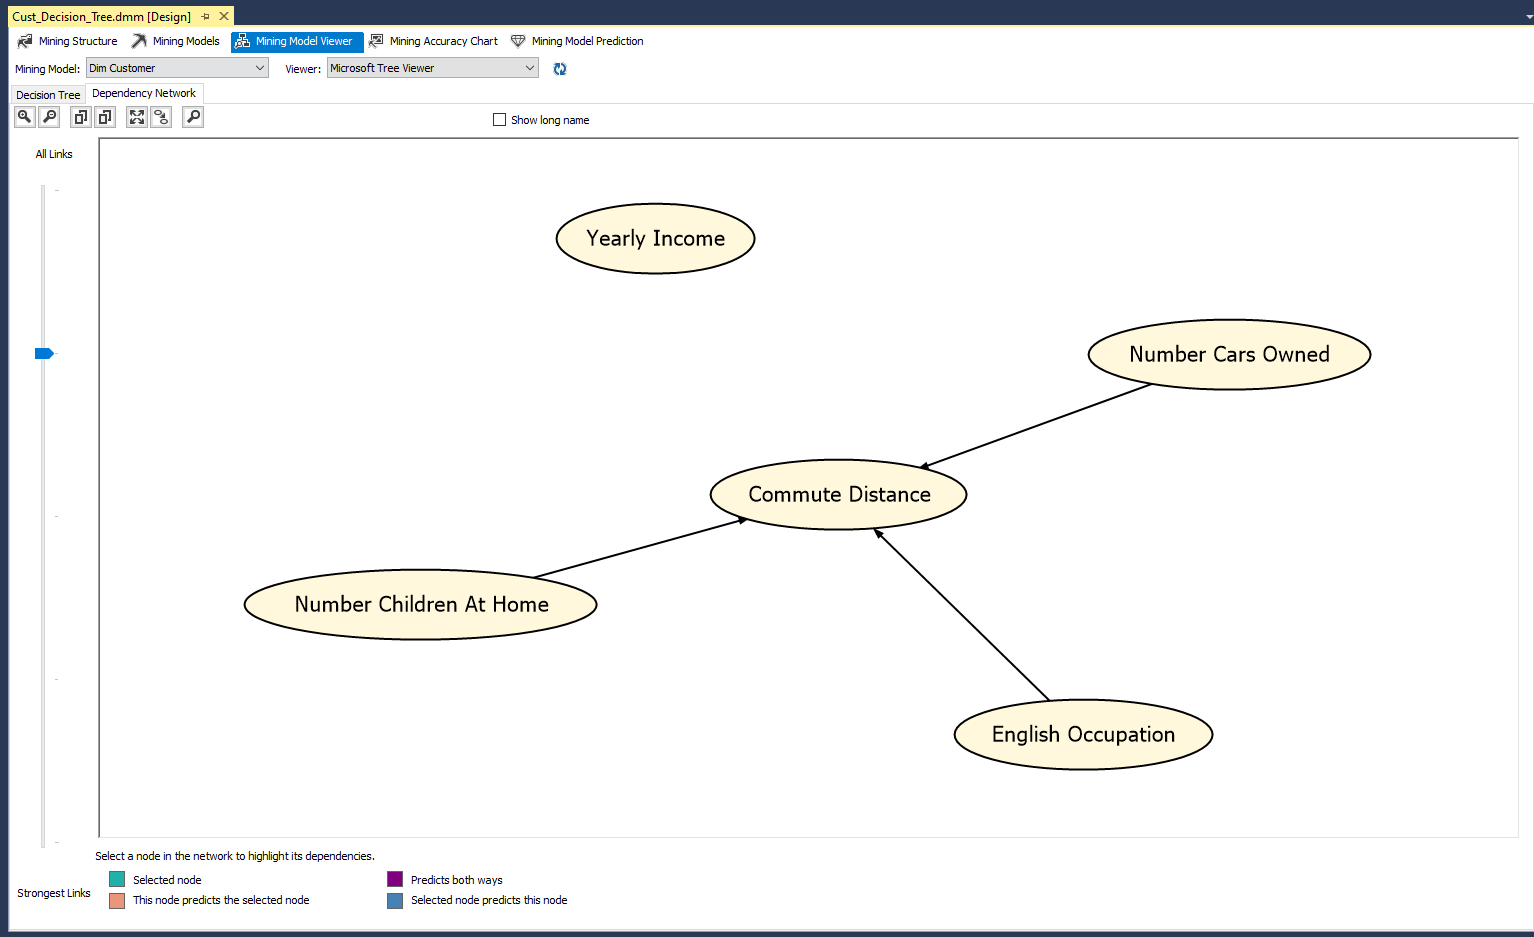 Cust_Decision_Tree.dmm [Design]
Mining Structure Mining Models Mining Model Viewer Mining Accuracy Chart Mining Model Prediction
Mining Model: Dim Customer Viewer: Microsoft Tree Viewer
Decision Tree Dependency Network
Show long name
All Links
Yearly Income
Number Cars Owned
Commute Distance
Number Children At Home
English Occupation
Select a node in the network to highlight its dependencies.
Selected node Predicts both ways
Strongest Links
This node predicts the selected node Selected node predicts this node